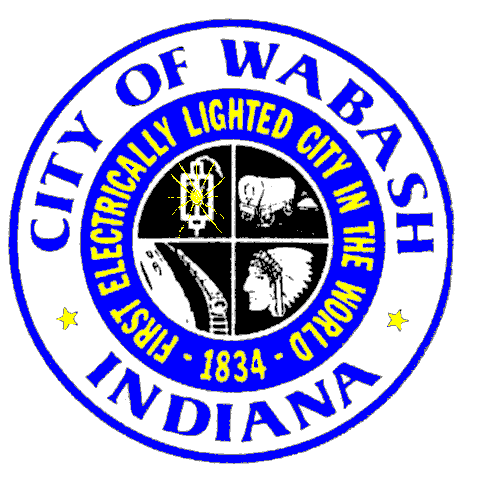 CITY OF WABASH
FIRST ELECTRICALLY LIGHTED CITY IN THE WORLD
- 1834 -
INDIANA